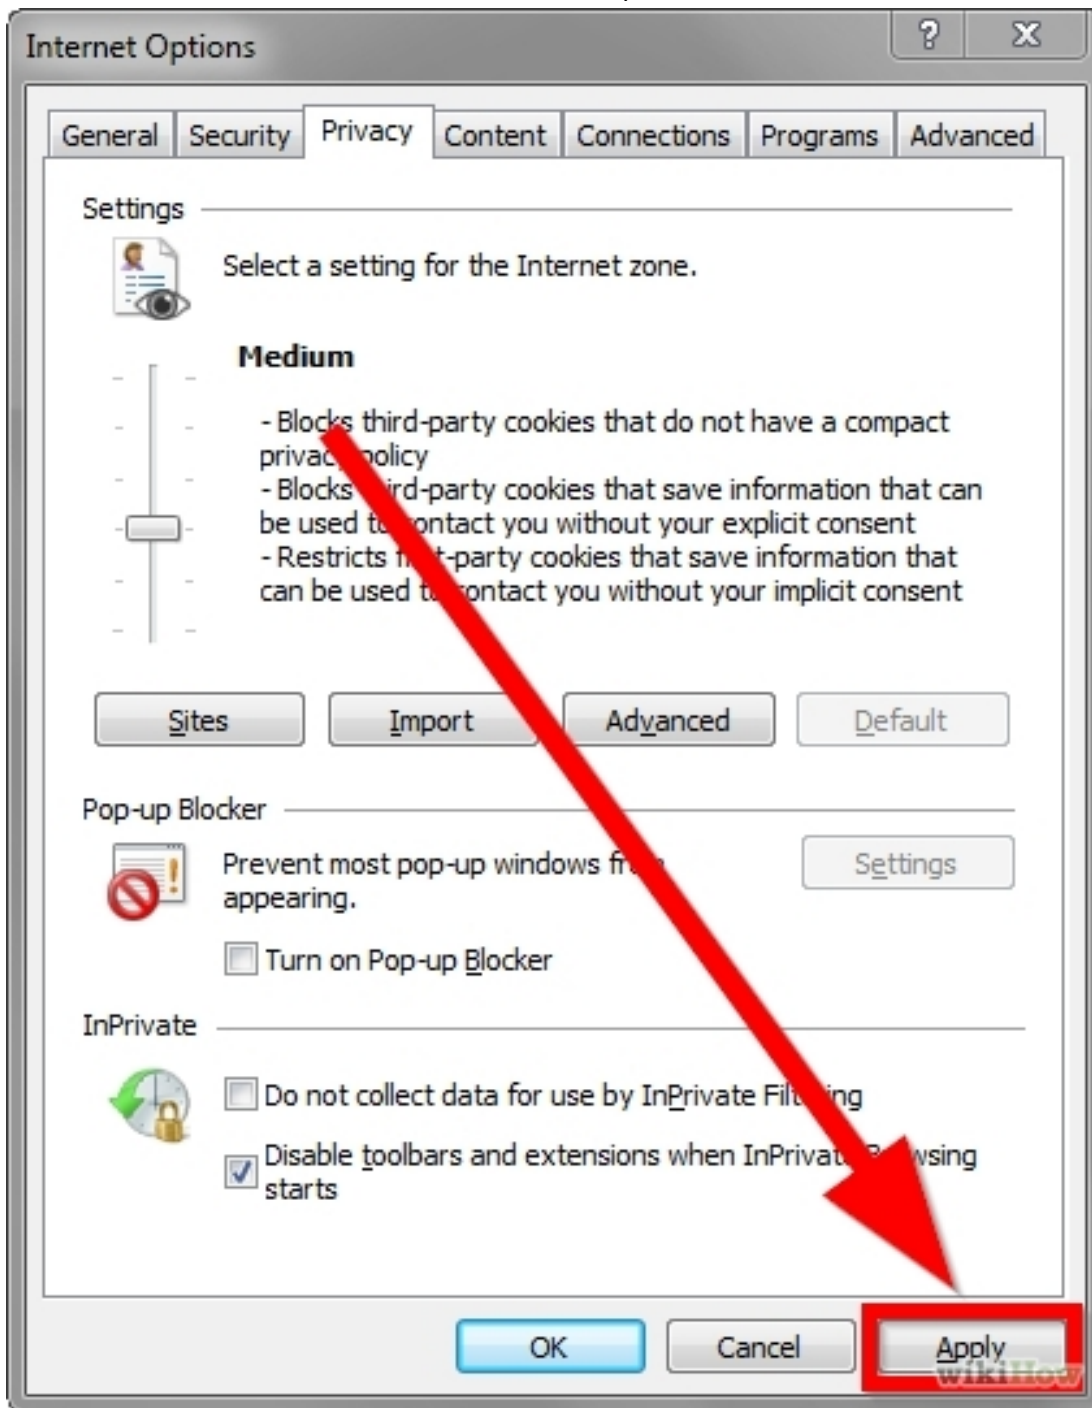 Internet Options
General Security Privacy Content Connections Programs Advanced
Settings
Select a setting for the Internet zone.
Medium
- Blocks third-party cookies that do not have a compact
privacy policy
- Blocks third-party cookies that save information that can
be used to contact you without your explicit consent
- Restricts first-party cookies that save information that
can be used to contact you without your implicit consent
Sites Import Advanced Default
Pop-up Blocker
Prevent most pop-up windows from
appearing.
Settings
Turn on Pop-up Blocker
InPrivate
Do not collect data for use by InPrivate Filtering
Disable toolbars and extensions when InPrivate Browsing
starts
OK Cancel Apply
wikiHow